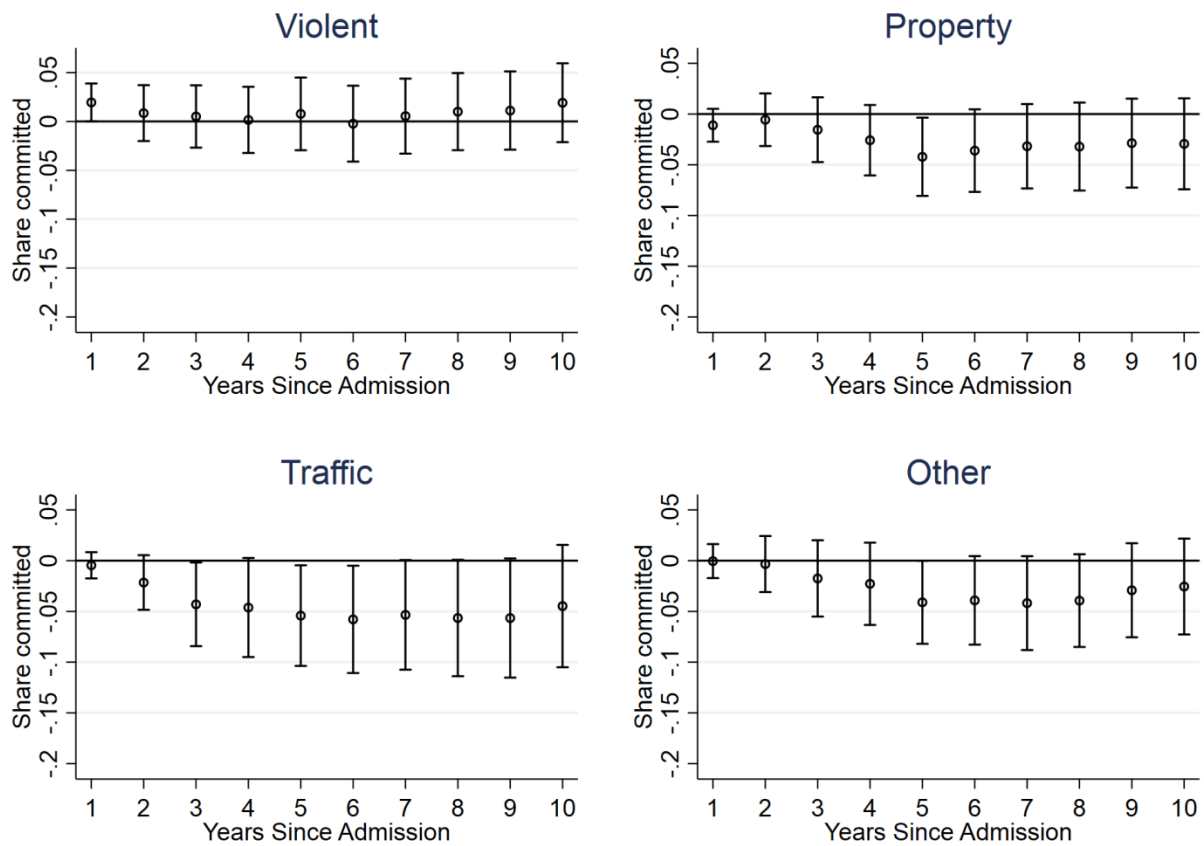 Violent
Share committed
.05
0
-.05
-.1
-.15
-.2
1 2 3 4 5 6 7 8 9 10
Years Since Admission
Property
Share committed
.05
0
-.05
-.1
-.15
-.2
1 2 3 4 5 6 7 8 9 10
Years Since Admission
Traffic
Share committed
.05
0
-.05
-.1
-.15
-.2
1 2 3 4 5 6 7 8 9 10
Years Since Admission
Other
Share committed
.05
0
-.05
-.1
-.15
-.2
1 2 3 4 5 6 7 8 9 10
Years Since Admission